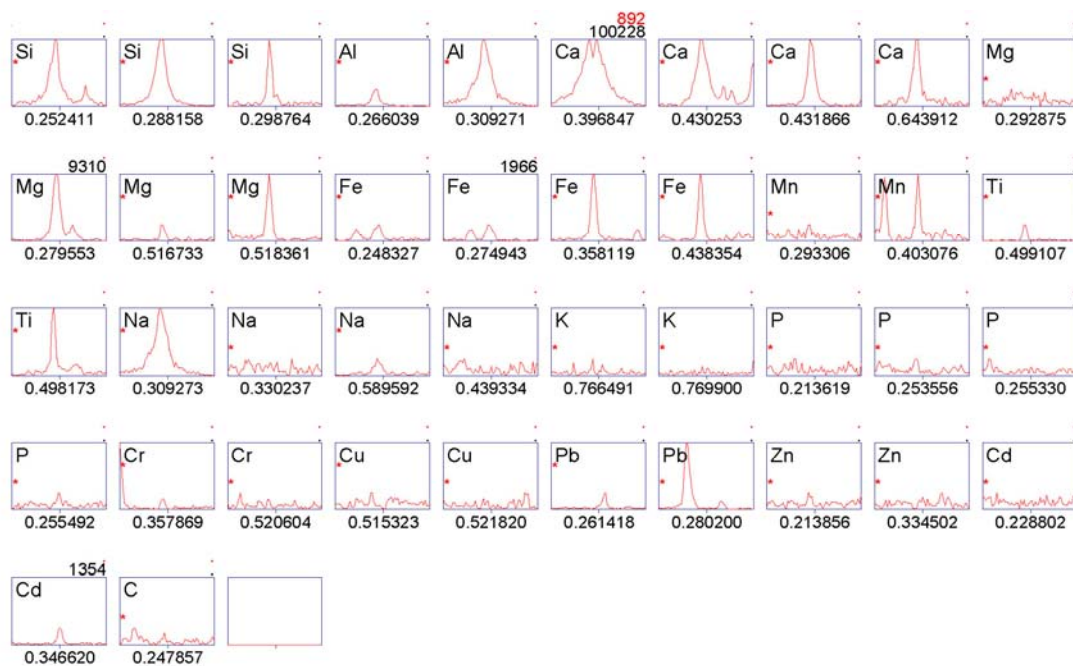 892
100228
Si Si Si Al Al Ca Ca Ca Ca Mg
0.252411 0.288158 0.298764 0.266039 0.309271 0.396847 0.430253 0.431866 0.643912 0.292875
9310 1966
Mg Mg Mg Fe Fe Fe Fe Mn Mn Ti
0.279553 0.516733 0.518361 0.248327 0.274943 0.358119 0.438354 0.293306 0.403076 0.499107
Ti Na Na Na Na K K P P P
0.498173 0.309273 0.330237 0.589592 0.439334 0.766491 0.769900 0.213619 0.253556 0.255330
P Cr Cr Cu Cu Pb Pb Zn Zn Cd
0.255492 0.357869 0.520604 0.515323 0.521820 0.261418 0.280200 0.213856 0.334502 0.228802
1354
Cd C
0.346620 0.247857